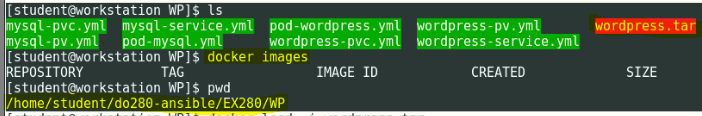 [student@workstation WP]$ ls
mysql-pvc.yml  mysql-service.yml  pod-wordpress.yml  wordpress-pv.yml  wordpress.tar
mysql-pv.yml  pod-mysql.yml  wordpress-pvc.yml  wordpress-service.yml
[student@workstation WP]$ docker images
REPOSITORY TAG IMAGE ID CREATED SIZE
[student@workstation WP]$ pwd
/home/student/do280-ansible/EX280/WP